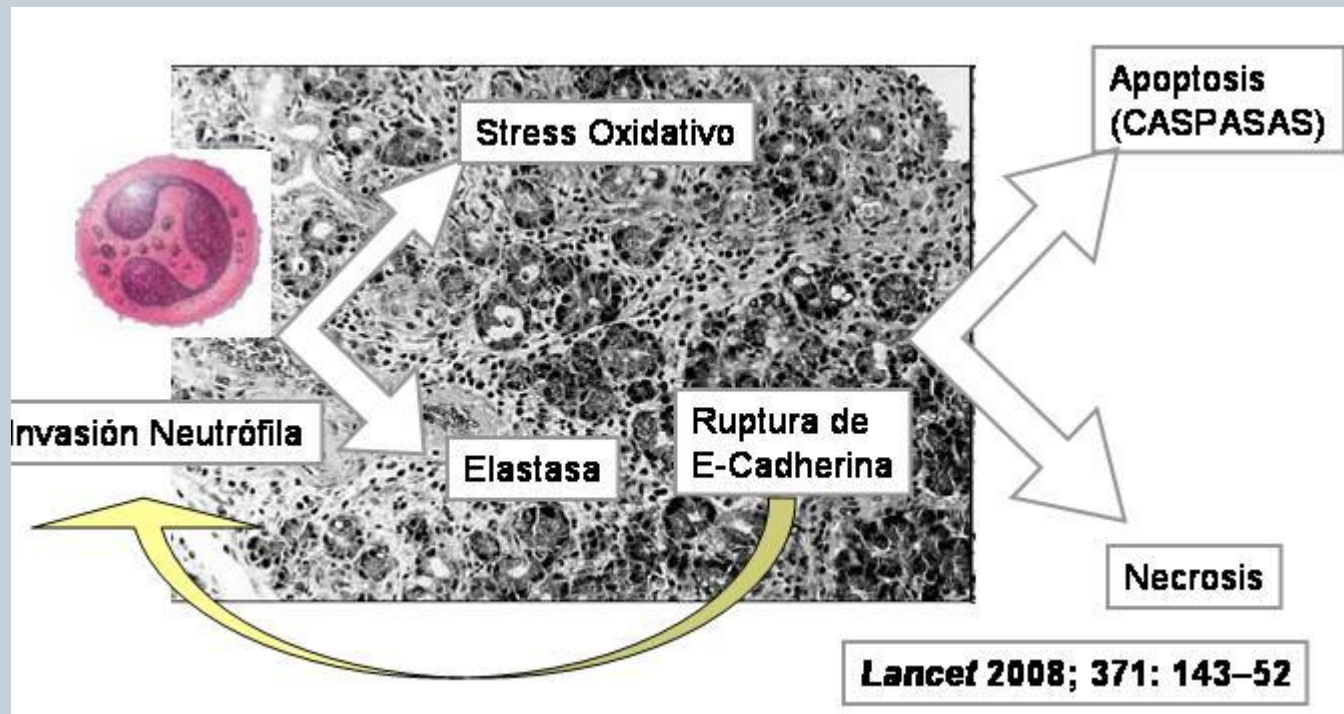 Stress Oxidativo
Apoptosis
(CASPASAS)
Invasión Neutrófila
Elastasa
Ruptura de
E-Cadherina
Necrosis
Lancet 2008; 371: 143–52